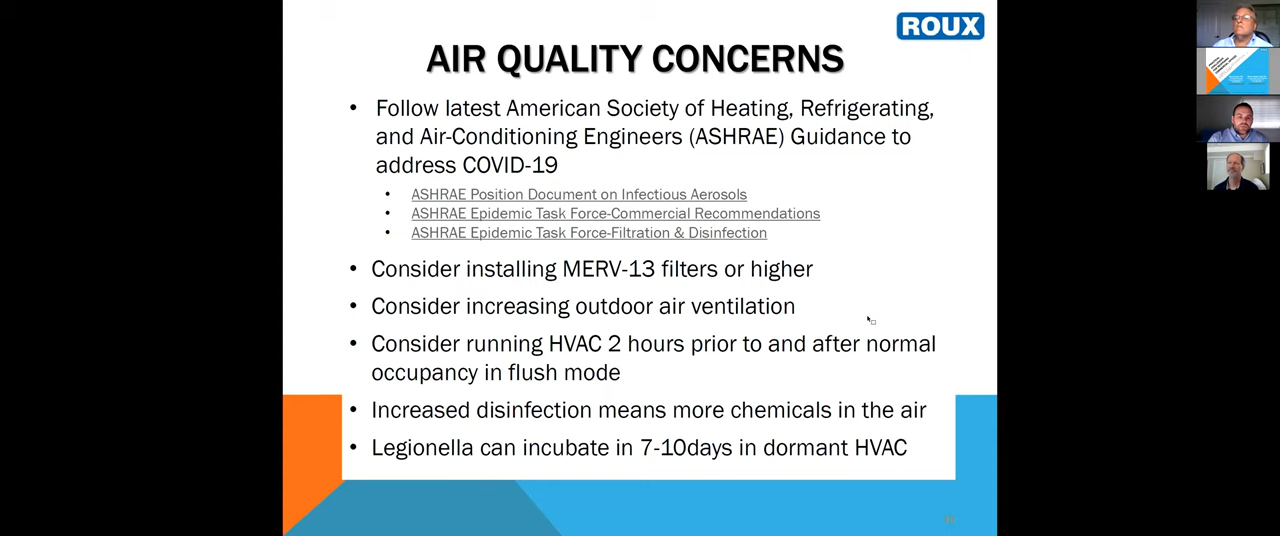 ROUX
AIR QUALITY CONCERNS
• Follow latest American Society of Heating, Refrigerating,
and Air-Conditioning Engineers (ASHRAE) Guidance to
address COVID-19
• ASHRAE Position Document on Infectious Aerosols
• ASHRAE Epidemic Task Force-Commercial Recommendations
• ASHRAE Epidemic Task Force-Filtration & Disinfection
• Consider installing MERV-13 filters or higher
• Consider increasing outdoor air ventilation
• Consider running HVAC 2 hours prior to and after normal
occupancy in flush mode
• Increased disinfection means more chemicals in the air
• Legionella can incubate in 7-10days in dormant HVAC